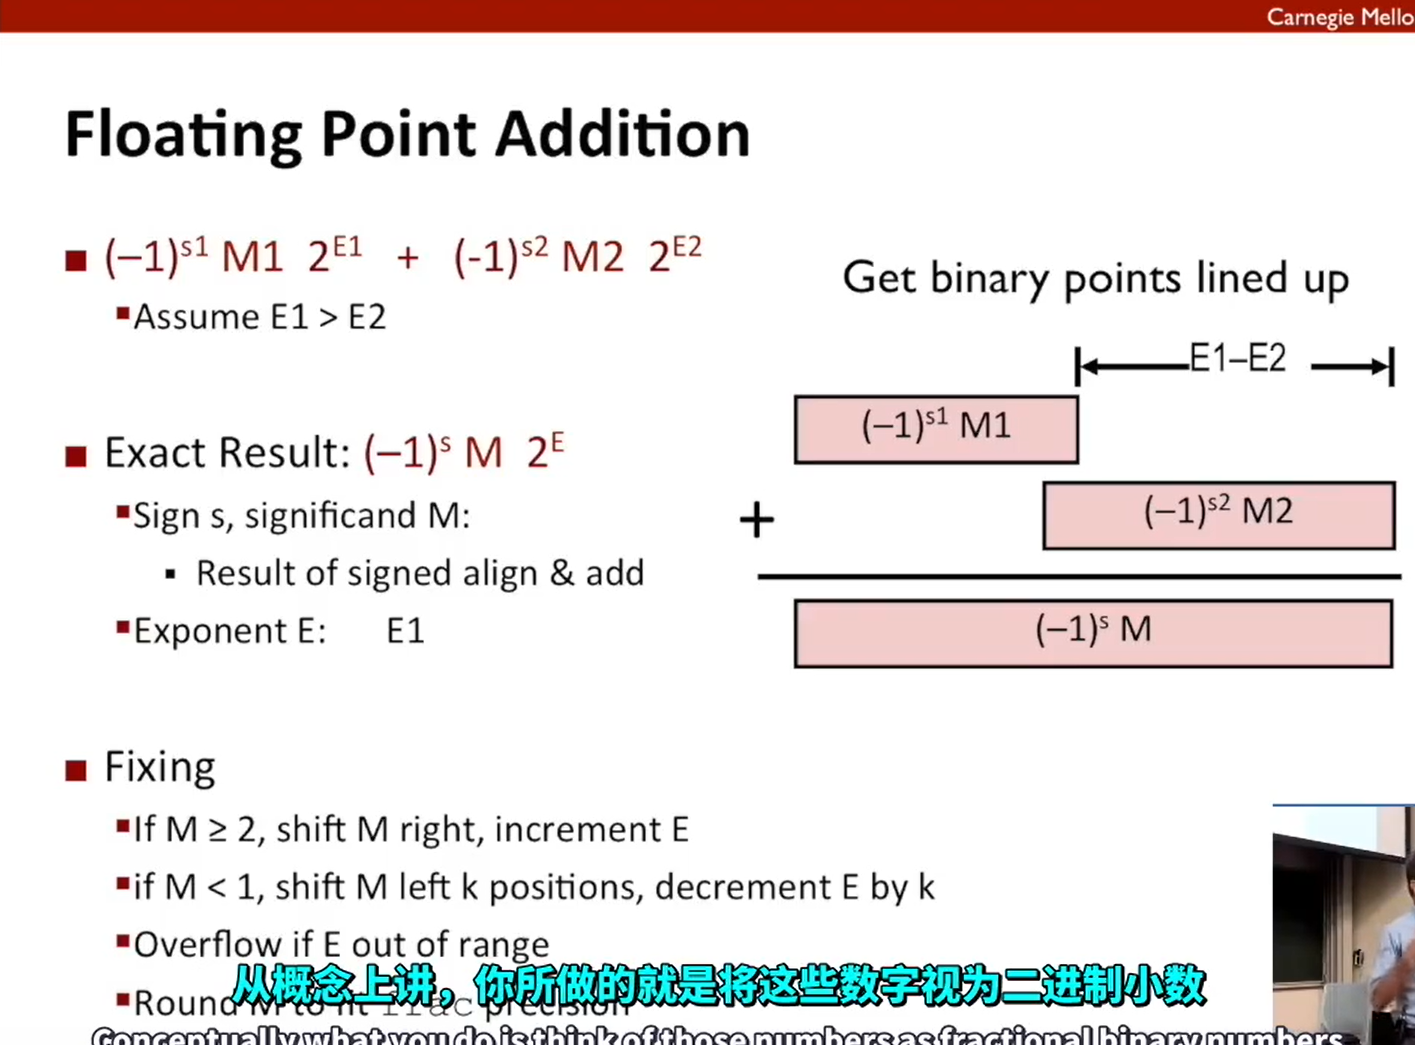 Carnegie Mello
Floating Point Addition
(–1)^s1 M1 2^E1 + (-1)^s2 M2 2^E2
Assume E1 > E2
Exact Result: (–1)^s M 2^E
Sign s, significand M:
Result of signed align & add
Exponent E: E1
Get binary points lined up
E1–E2
(–1)^s1 M1
+
(–1)^s2 M2
(–1)^s M
Fixing
If M ≥ 2, shift M right, increment E
if M < 1, shift M left k positions, decrement E by k
Overflow if E out of range
Round M to fit frac precision
从概念上讲，你所做的就是将这些数字视为二进制小数
Conceptually what you do is think of those numbers as fractional binary numbers